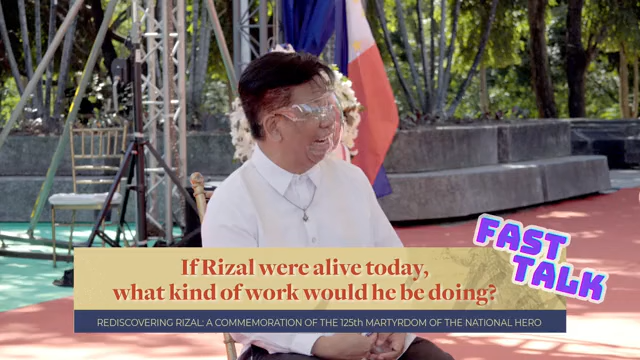 FAST
TALK
If Rizal were alive today,
what kind of work would he be doing?
REDISCOVERING RIZAL: A COMMEMORATION OF THE 125th MARTYRDOM OF THE NATIONAL HERO